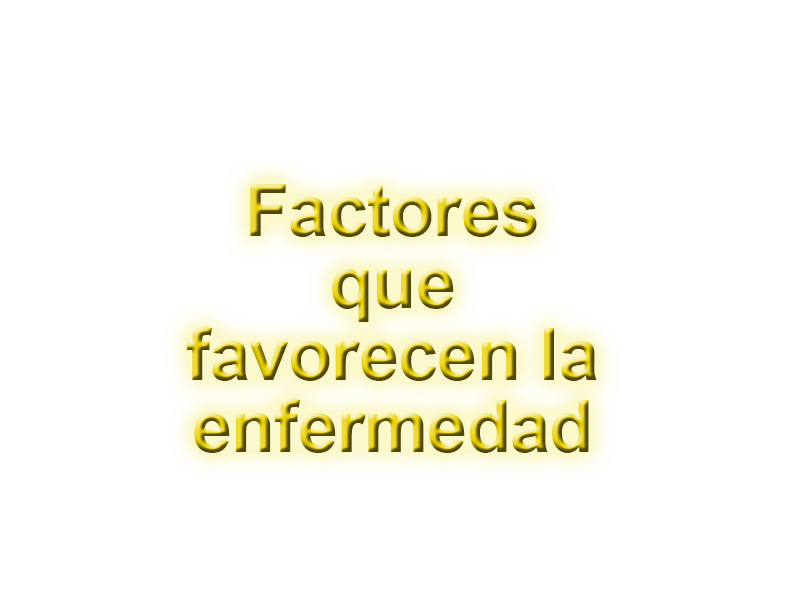 Factores
que
favorecen la
enfermedad